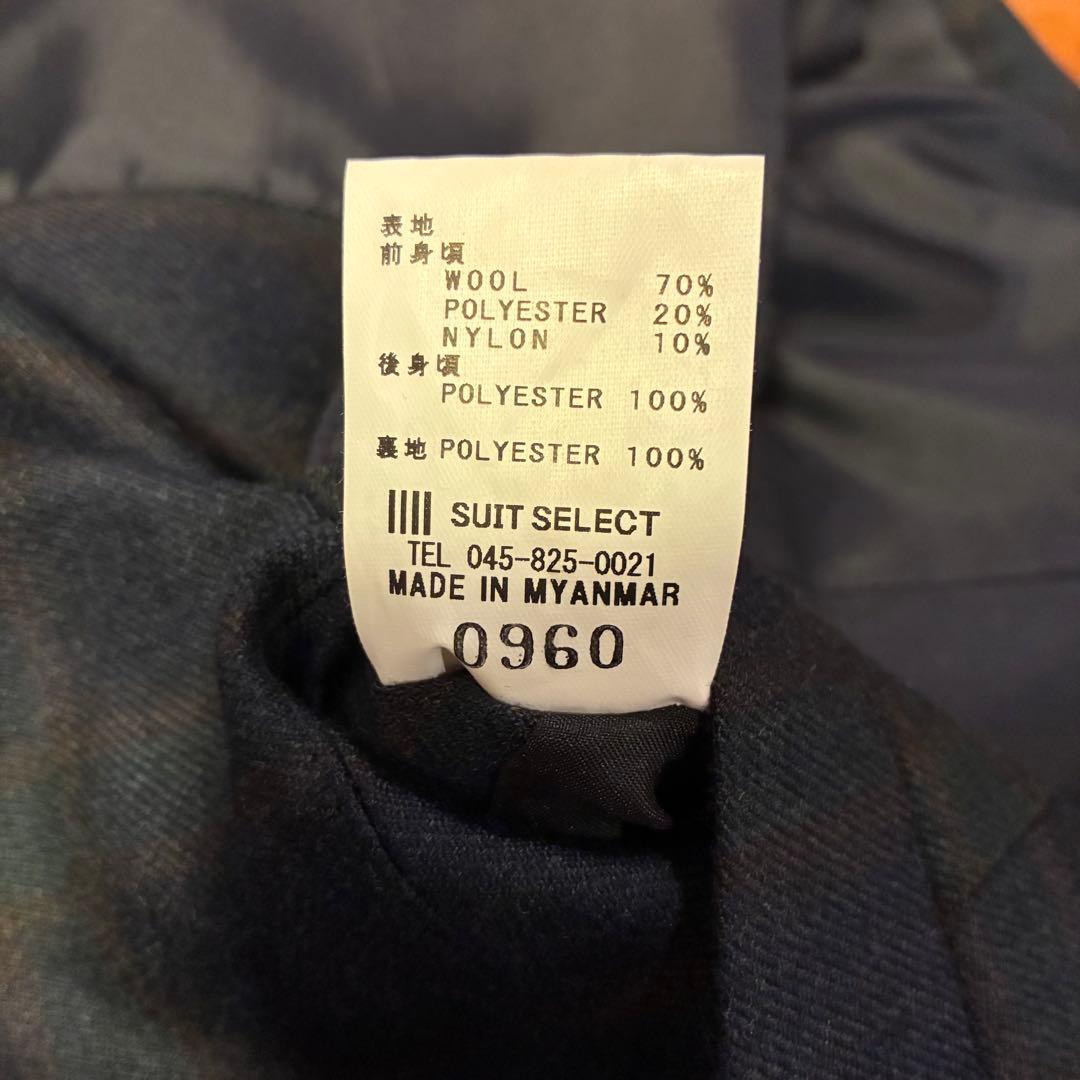 表地
前身頃
WOOL 70%
POLYESTER 20%
NYLON 10%
後身頃
POLYESTER 100%
裏地 POLYESTER 100%
SUIT SELECT
TEL 045-825-0021
MADE IN MYANMAR
0960